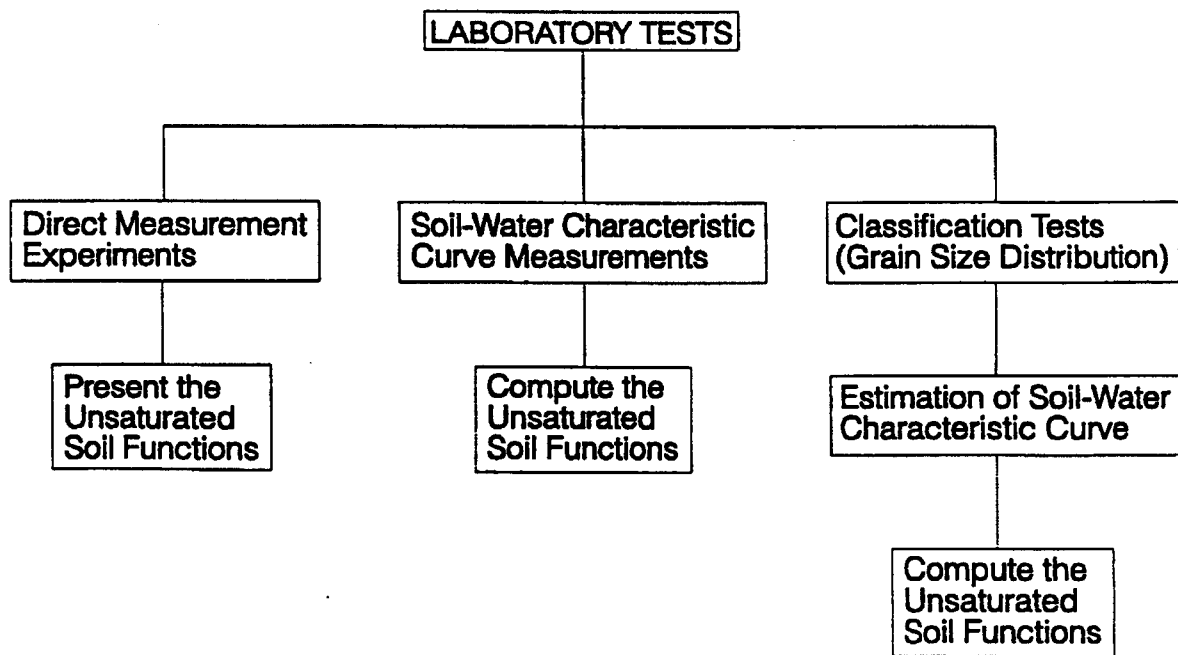 LABORATORY TESTS
Direct Measurement
Experiments
Soil-Water Characteristic
Curve Measurements
Classification Tests
(Grain Size Distribution)
Present the
Unsaturated
Soil Functions
Compute the
Unsaturated
Soil Functions
Estimation of Soil-Water
Characteristic Curve
Compute the
Unsaturated
Soil Functions